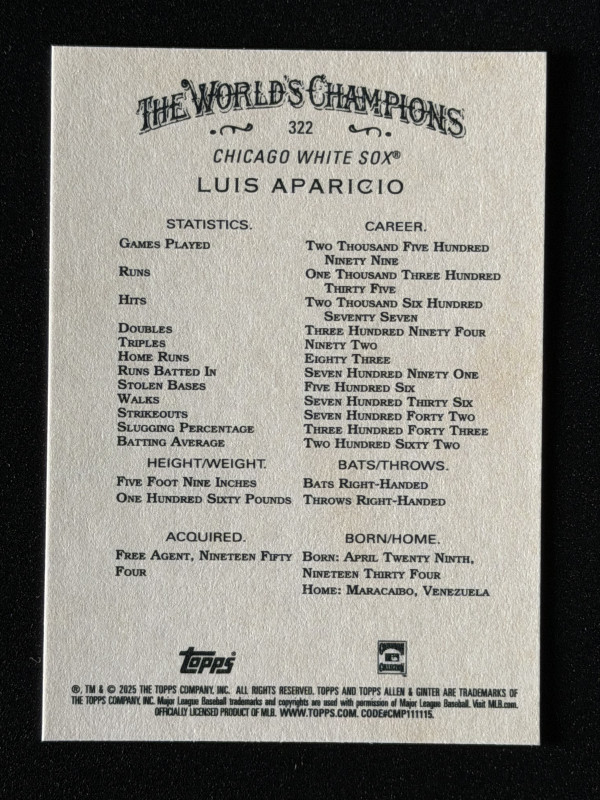 THE WORLD'S CHAMPIONS
322
CHICAGO WHITE SOX®
LUIS APARICIO
STATISTICS. CAREER.
GAMES PLAYED TWO THOUSAND FIVE HUNDRED
NINETY NINE
RUNS ONE THOUSAND THREE HUNDRED
THIRTY FIVE
HITS TWO THOUSAND SIX HUNDRED
SEVENTY SEVEN
DOUBLES THREE HUNDRED NINETY FOUR
TRIPLES NINETY TWO
HOME RUNS EIGHTY THREE
RUNS BATTED IN SEVEN HUNDRED NINETY ONE
STOLEN BASES FIVE HUNDRED SIX
WALKS SEVEN HUNDRED THIRTY SIX
STRIKEOUTS SEVEN HUNDRED FORTY TWO
SLUGGING PERCENTAGE THREE HUNDRED FORTY THREE
BATTING AVERAGE TWO HUNDRED SIXTY TWO
HEIGHT/WEIGHT. BATS/THROWS.
FIVE FOOT NINE INCHES BATS RIGHT-HANDED
ONE HUNDRED SIXTY POUNDS THROWS RIGHT-HANDED
ACQUIRED. BORN/HOME.
FREE AGENT, NINETEEN FIFTY BORN: APRIL TWENTY NINTH,
FOUR NINETEEN THIRTY FOUR
HOME: MARACAIBO, VENEZUELA
TOPPS
®, TM & © 2025 THE TOPPS COMPANY, INC. ALL RIGHTS RESERVED. TOPPS AND TOPPS ALLEN & GINTER ARE TRADEMARKS OF
THE TOPPS COMPANY, INC. Major League Baseball trademarks and copyrights are used with permission of Major League Baseball. Visit MLB.com.
OFFICIALLY LICENSED PRODUCT OF MLB. WWW.TOPPS.COM. CODE#CMP111115.